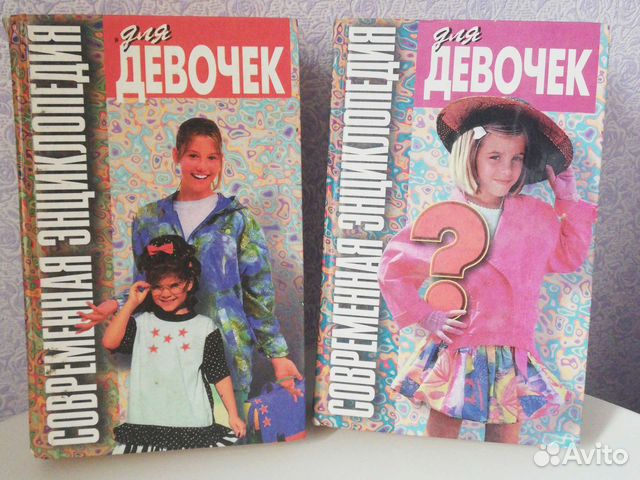 СОВРЕМЕННАЯ ЭНЦИКЛОПЕДИЯ
для
ДЕВОЧЕК
СОВРЕМЕННАЯ ЭНЦИКЛОПЕДИЯ
для
ДЕВОЧЕК
?
Avito